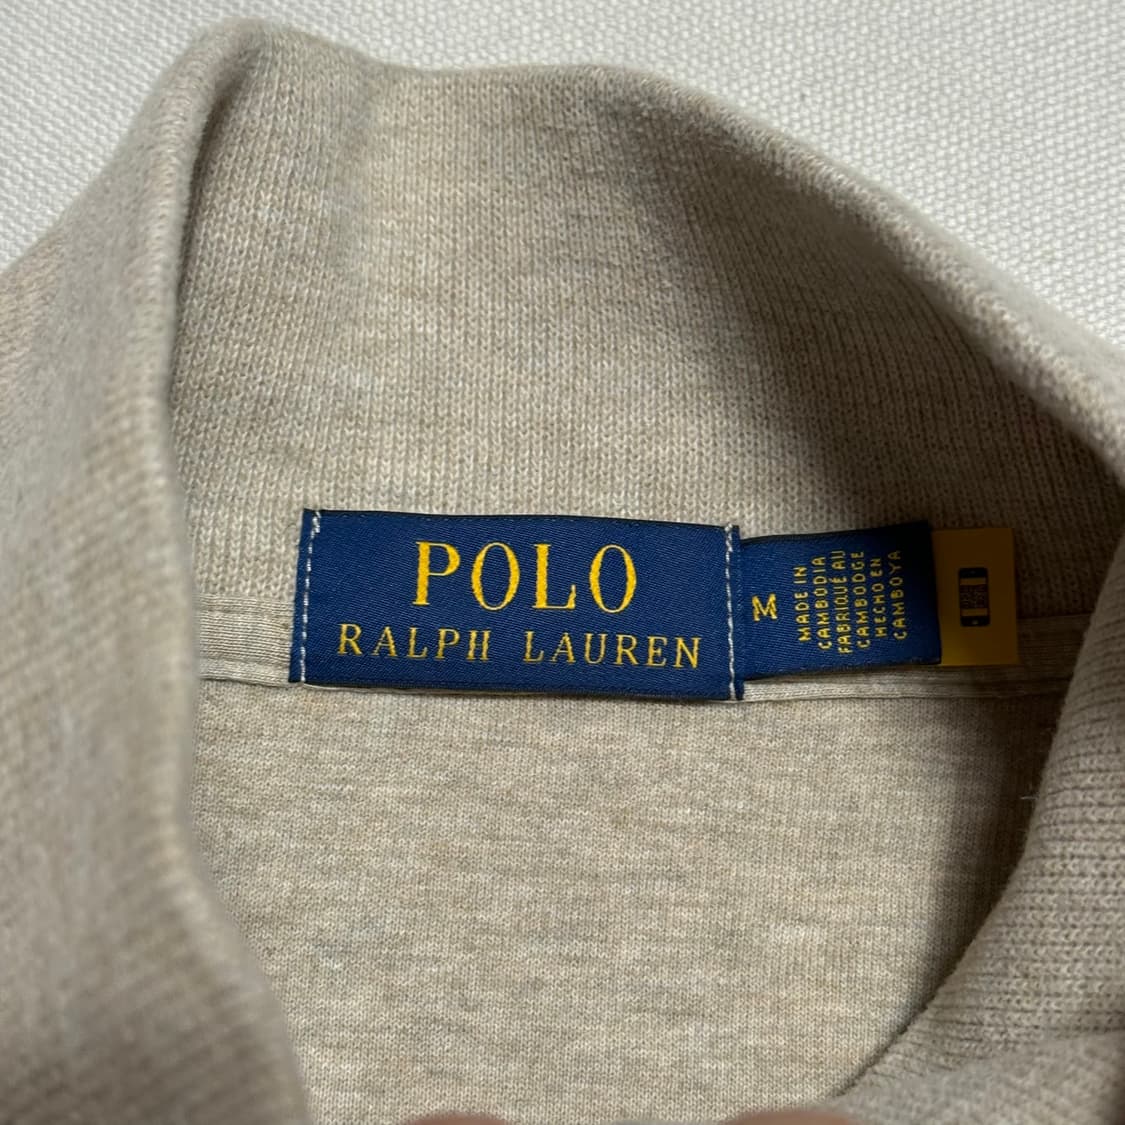 POLO
RALPH LAUREN
M
MADE IN
CAMBODIA
FABRIQUÉ AU
CAMBODGE
HECHO EN
CAMBOYA